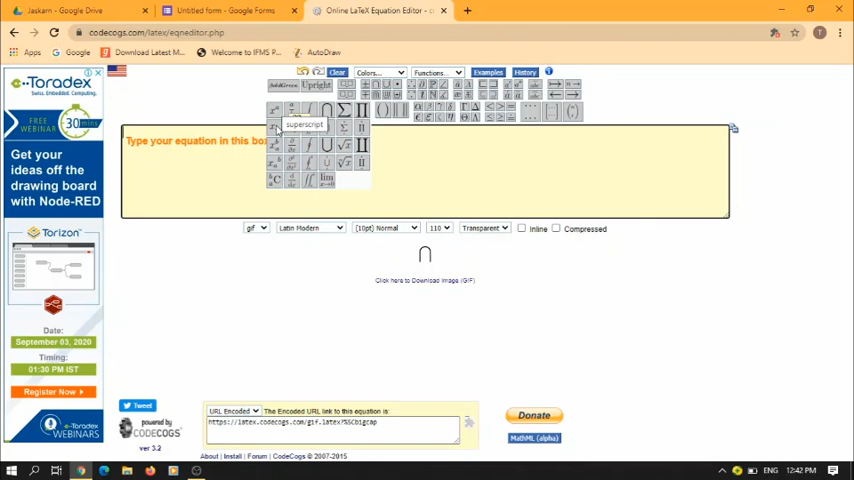 Jaskarn – Google Drive
Untitled form - Google Forms
Online LaTeX Equation Editor - c
codecogs.com/latex/eqneditor.php
Apps
Google
Download Latest M...
Welcome to IFMS P...
AutoDraw
Clear
Colors...
Functions...
Examples
History
Upright
superscript
Type your equation in this bo
Toradex
Swiss. Embedded. Computing.
FREE
WEBINAR
30 mins
Get your
ideas off the
drawing board
with Node-RED
Torizon
Date:
September 03, 2020
Timing:
01:30 PM IST
Register Now
TORADEX
WEBINARS
gif
Latin Modern
(10pt) Normal
110
Transparent
Inline
Compressed
⋂
Click here to Download Image (GIF)
Tweet
powered by
CODECOGS
ver 3.2
URL Encoded
The Encoded URL link to this equation is:
https://latex.codecogs.com/gif.latex?%5Cbigcap
Donate
MathML (alpha)
About | Install | Forum | CodeCogs © 2007-2015
ENG
12:42 PM